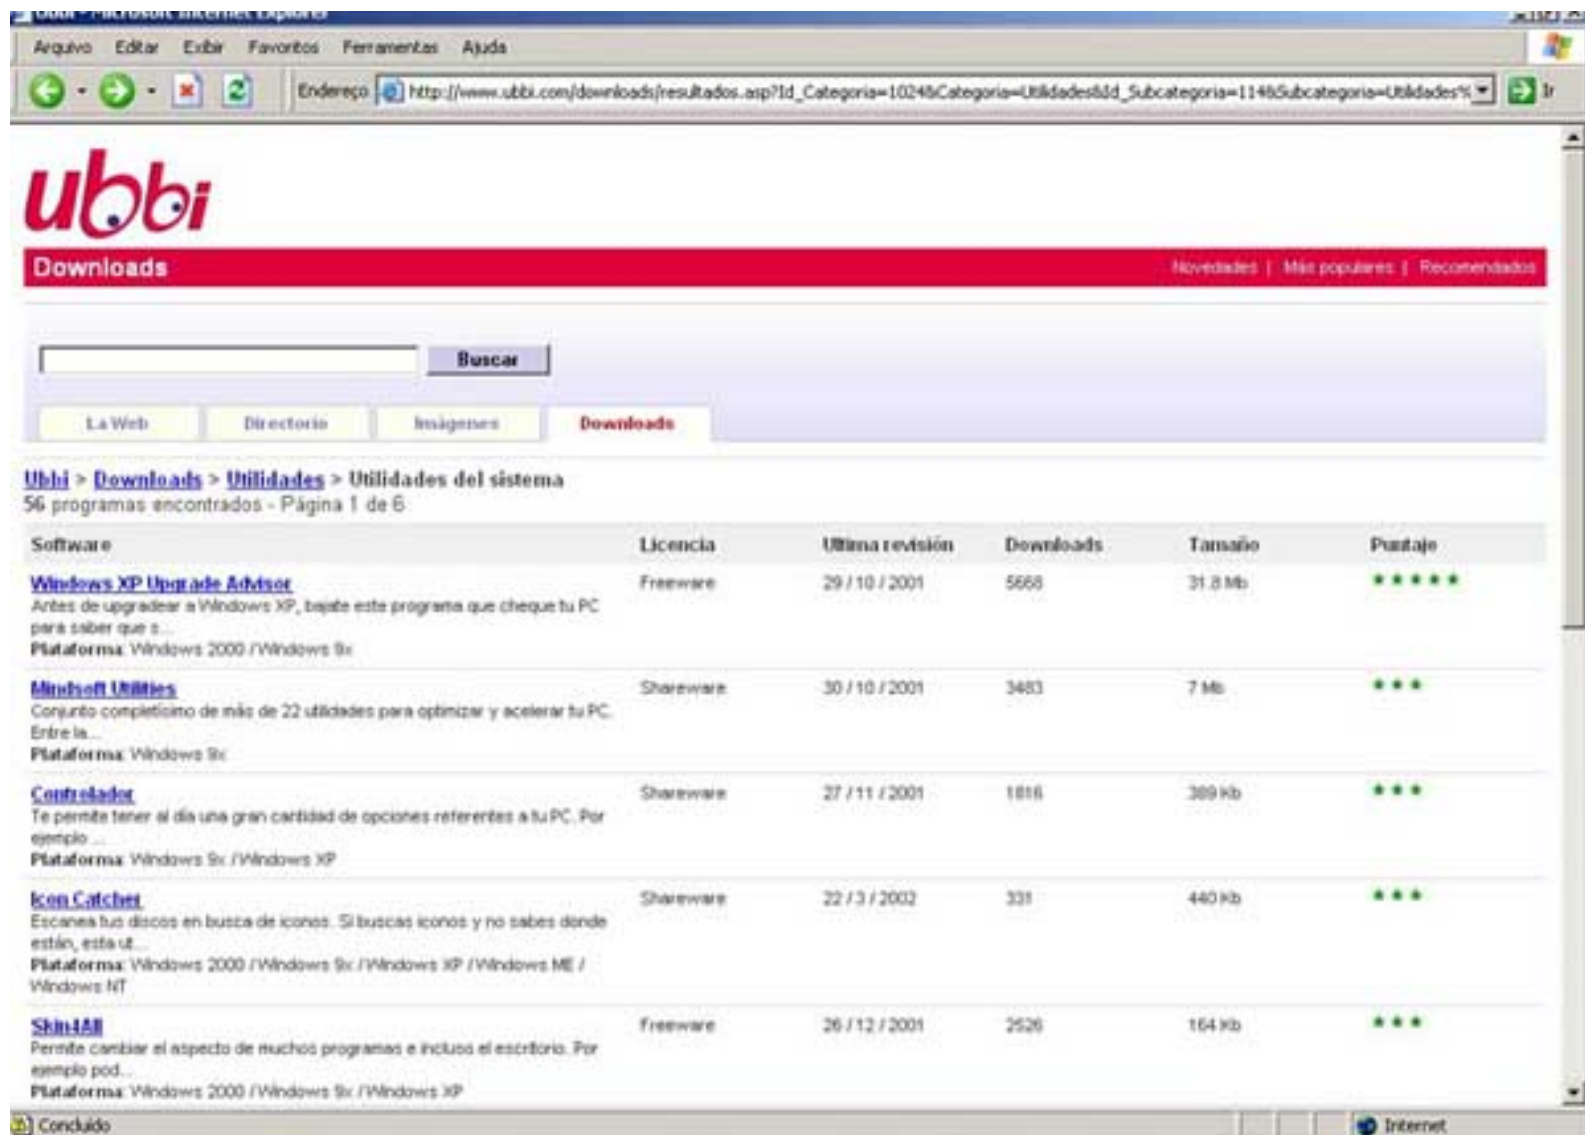 Ubbi - Microsoft Internet Explorer
Arquivo Editar Exibir Favoritos Ferramentas Ajuda
Endereço http://www.ubbi.com/downloads/resultados.asp?Id_Categoria=1024&Categoria=Utilidades&Id_Subcategoria=114&Subcategoria=Utilidades% Ir
ubbi
Downloads Novedades | Más populares | Recomendados
Buscar
La Web Directorio Imágenes Downloads
Ubbi > Downloads > Utilidades > Utilidades del sistema
56 programas encontrados - Página 1 de 6
Software Licencia Ultima revisión Downloads Tamaño Puntaje
Windows XP Upgrade Advisor Freeware 29 / 10 / 2001 5668 31.8 Mb
Antes de upgradear a Windows XP, bajate este programa que cheque tu PC
para saber que s...
Plataforma: Windows 2000 / Windows 9x
Mindsoft Utilities Shareware 30 / 10 / 2001 3483 7 Mb
Conjunto completísimo de más de 22 utilidades para optimizar y acelerar tu PC.
Entre la...
Plataforma: Windows 9x
Controlador Shareware 27 / 11 / 2001 1816 389 Kb
Te permite tener al día una gran cantidad de opciones referentes a tu PC. Por
ejemplo ...
Plataforma: Windows 9x / Windows XP
Icon Catcher Shareware 22 / 3 / 2002 331 440 Kb
Escanea tus discos en busca de iconos. Si buscas iconos y no sabes donde
están, esta ut...
Plataforma: Windows 2000 / Windows 9x / Windows XP / Windows ME /
Windows NT
Skin4All Freeware 26 / 12 / 2001 2526 164 Kb
Permite cambiar el aspecto de muchos programas e incluso el escritorio. Por
ejemplo pod...
Plataforma: Windows 2000 / Windows 9x / Windows XP
Concluído Internet